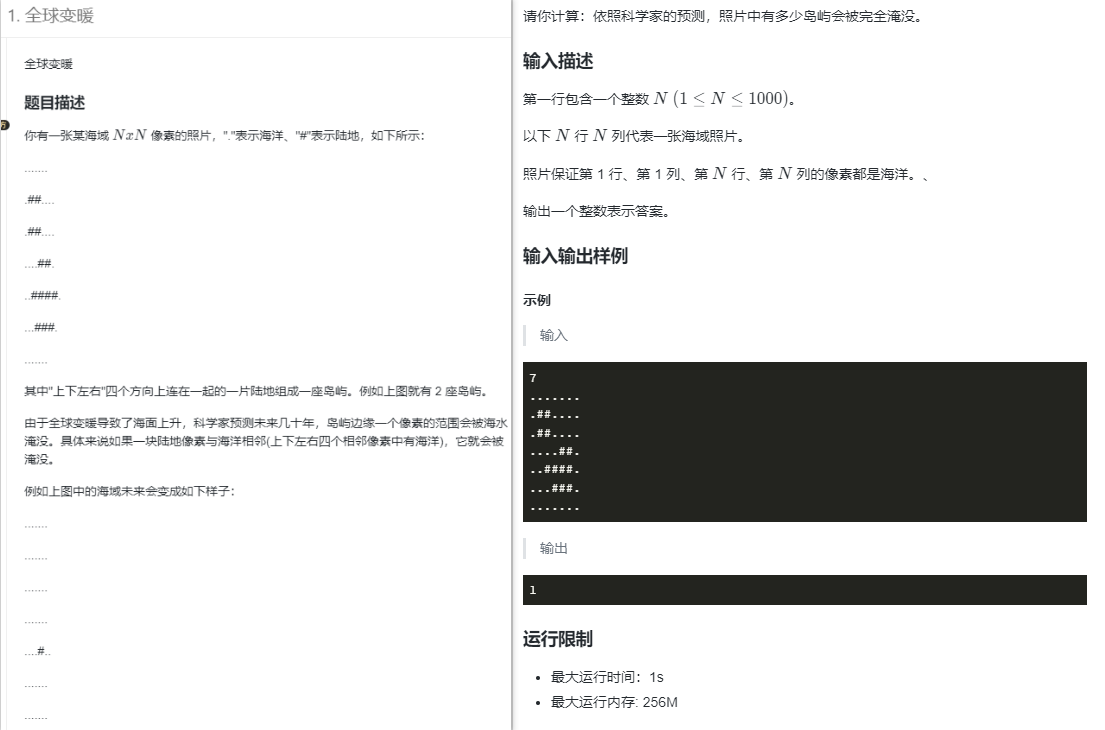 1. 全球变暖
全球变暖
题目描述
你有一张某海域 NxN 像素的照片，"."表示海洋、"#"表示陆地，如下所示：
.......
.##....
.##....
....##.
..####.
...###.
.......
其中"上下左右"四个方向上连在一起的一片陆地组成一座岛屿。例如上图就有 2 座岛屿。
由于全球变暖导致了海面上升，科学家预测未来几十年，岛屿边缘一个像素的范围会被海水
淹没。具体来说如果一块陆地像素与海洋相邻(上下左右四个相邻像素中有海洋)，它就会被
淹没。
例如上图中的海域未来会变成如下样子：
.......
.......
.......
.......
....#..
.......
.......
请你计算：依照科学家的预测，照片中有多少岛屿会被完全淹没。
输入描述
第一行包含一个整数 N (1 ≤ N ≤ 1000)。
以下 N 行 N 列代表一张海域照片。
照片保证第 1 行、第 1 列、第 N 行、第 N 列的像素都是海洋。、
输出一个整数表示答案。
输入输出样例
示例
输入
7
.......
.##....
.##....
....##.
..####.
...###.
.......
输出
1
运行限制
• 最大运行时间：1s
• 最大运行内存: 256M